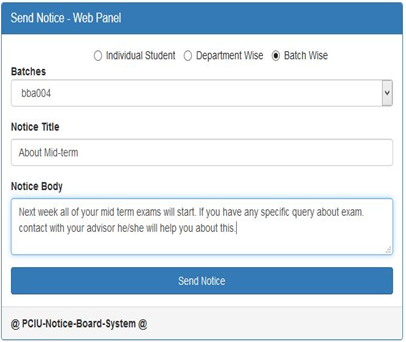 Send Notice - Web Panel
Individual Student Department Wise Batch Wise
Batches
bba004
Notice Title
About Mid-term
Notice Body
Next week all of your mid term exams will start. If you have any specific query about exam.
contact with your advisor he/she will help you about this.
Send Notice
@ PCIU-Notice-Board-System @